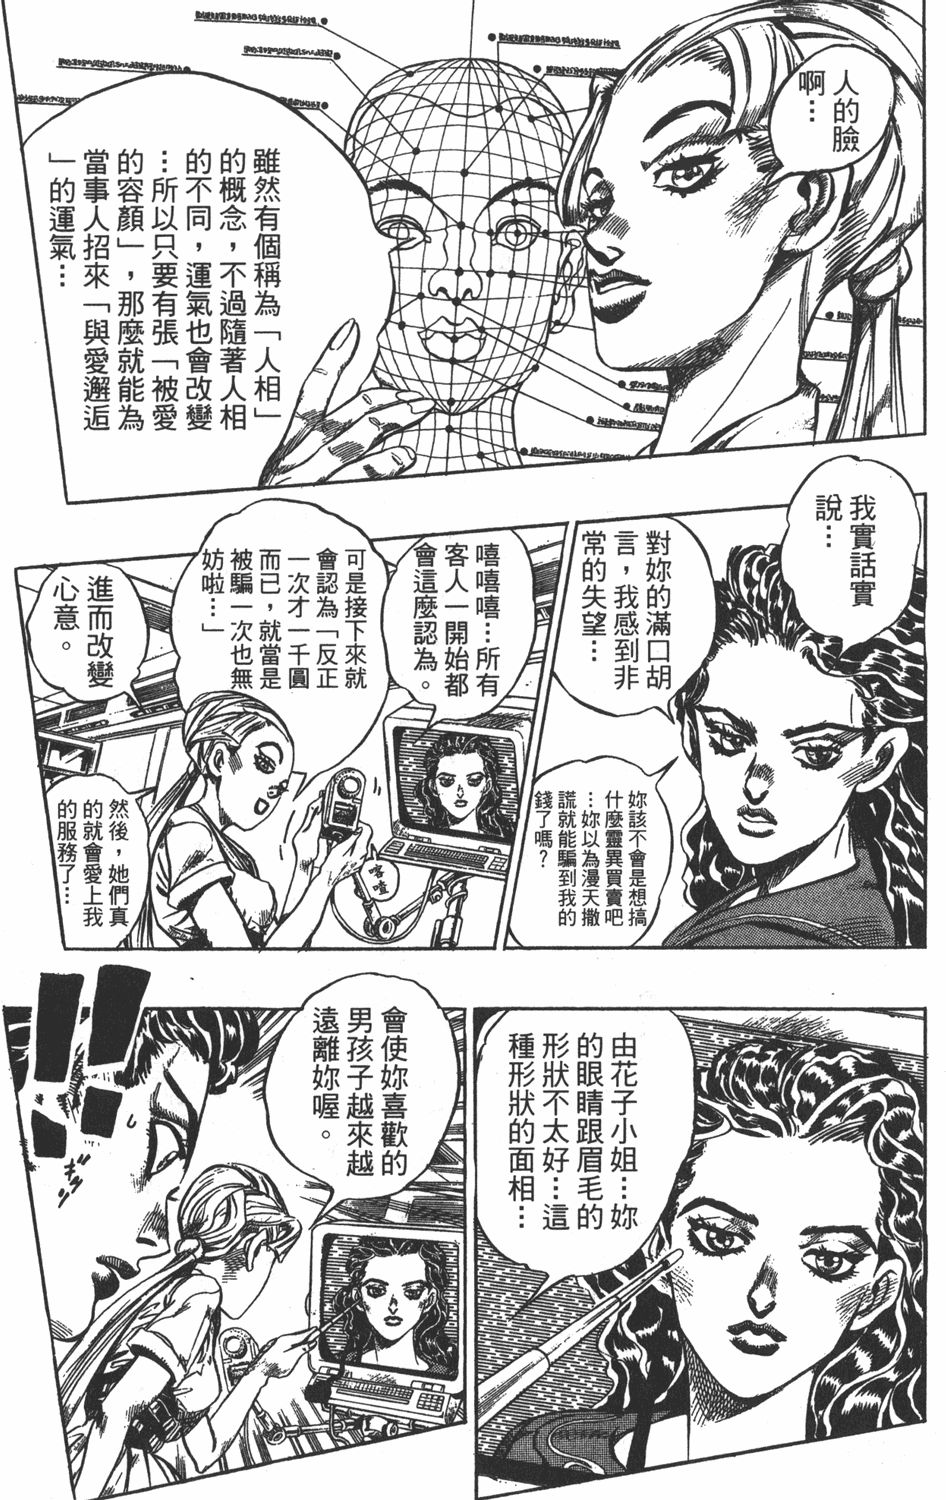 人的臉
啊…
雖然有個稱為「人相」
的概念，不過隨著人相
的不同，運氣也會改變
…所以只要有張「被愛
的容顏」，那麼就能為
當事人招來「與愛邂逅
」的運氣…
我實話實
說…
對妳的滿口胡
言，我感到非
常的失望…
妳該不會是想搞
什麼靈異買賣吧
…妳以為漫天撒
謊就能騙到我的
錢了嗎？
嘻嘻嘻…所有
客人一開始都
會這麼認為。
可是接下來就
會認為「反正
一次才一千圓
而已，就當是
被騙一次也無
妨啦…」
進而改變
心意。
然後，她們真
的就會愛上我
的服務了…
喀喳
由花子小姐…妳
的眼睛跟眉毛的
形狀不太好…這
種形狀的面相…
會使妳喜歡的
男孩子越來越
遠離妳喔。
!!